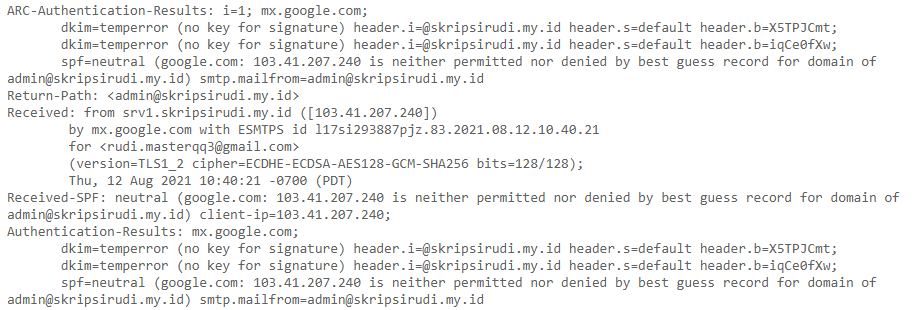 ARC-Authentication-Results: i=1; mx.google.com;
dkim=temperror (no key for signature) header.i=@skripsirudi.my.id header.s=default header.b=X5TPJCmt;
dkim=temperror (no key for signature) header.i=@skripsirudi.my.id header.s=default header.b=iqCe0fXw;
spf=neutral (google.com: 103.41.207.240 is neither permitted nor denied by best guess record for domain of
admin@skripsirudi.my.id) smtp.mailfrom=admin@skripsirudi.my.id
Return-Path: <admin@skripsirudi.my.id>
Received: from srv1.skripsirudi.my.id ([103.41.207.240])
by mx.google.com with ESMTPS id l17si293887pjz.83.2021.08.12.10.40.21
for <rudi.masterqq3@gmail.com>
(version=TLS1_2 cipher=ECDHE-ECDSA-AES128-GCM-SHA256 bits=128/128);
Thu, 12 Aug 2021 10:40:21 -0700 (PDT)
Received-SPF: neutral (google.com: 103.41.207.240 is neither permitted nor denied by best guess record for domain of
admin@skripsirudi.my.id) client-ip=103.41.207.240;
Authentication-Results: mx.google.com;
dkim=temperror (no key for signature) header.i=@skripsirudi.my.id header.s=default header.b=X5TPJCmt;
dkim=temperror (no key for signature) header.i=@skripsirudi.my.id header.s=default header.b=iqCe0fXw;
spf=neutral (google.com: 103.41.207.240 is neither permitted nor denied by best guess record for domain of
admin@skripsirudi.my.id) smtp.mailfrom=admin@skripsirudi.my.id